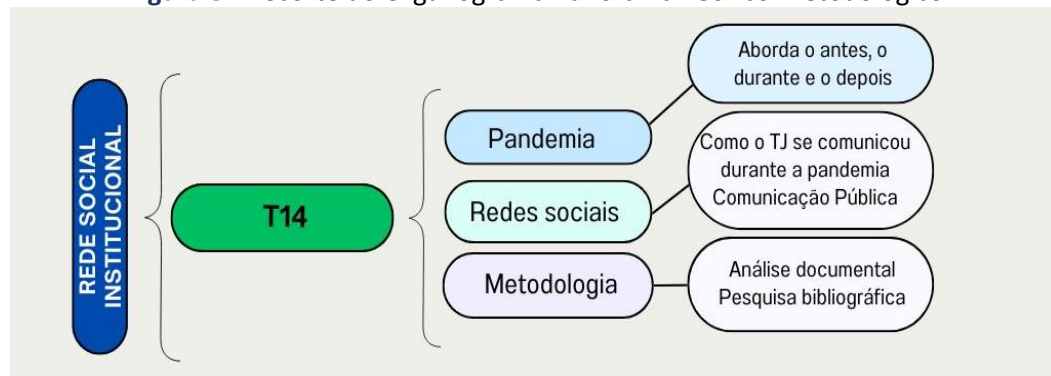 REDE SOCIAL
INSTITUCIONAL
T14
Pandemia
Aborda o antes, o
durante e o depois
Redes sociais
Como o TJ se comunicou
durante a pandemia
Comunicação Pública
Metodologia
Análise documental
Pesquisa bibliográfica